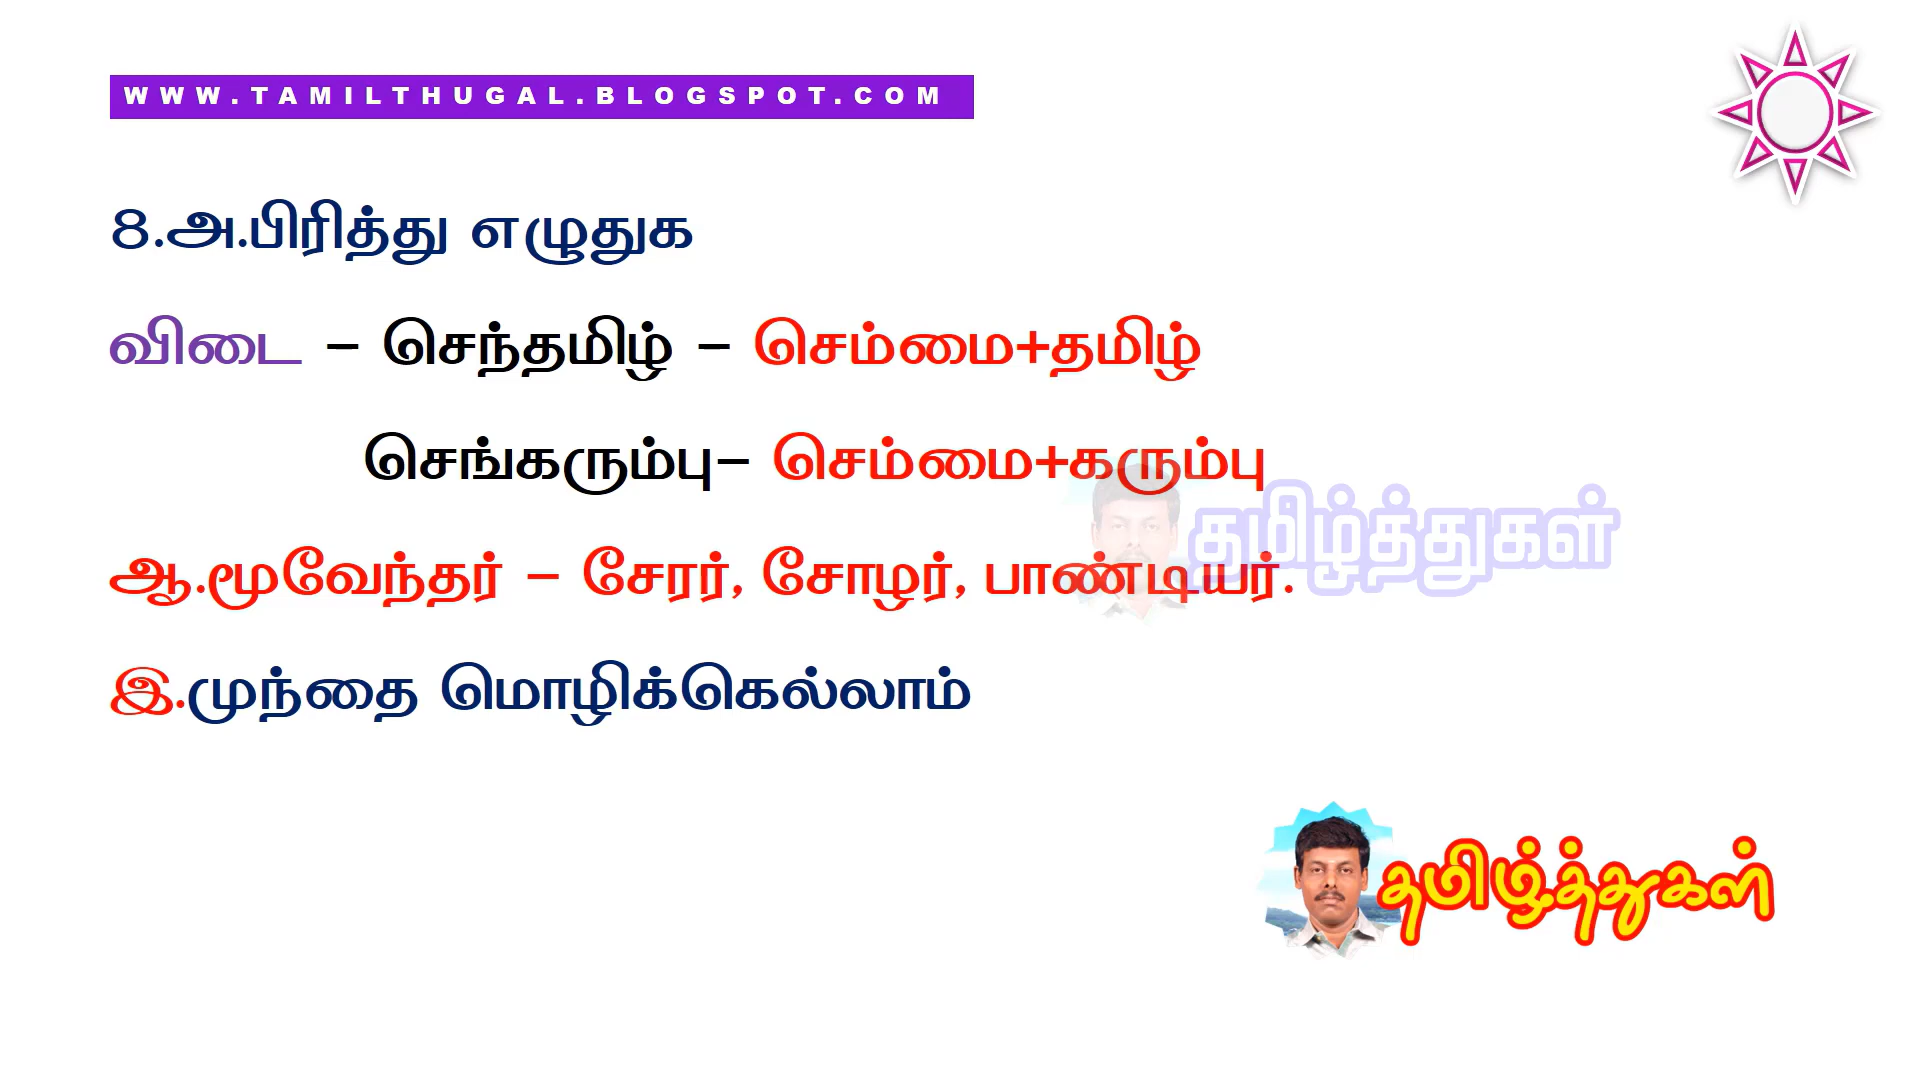 WWW.TAMILTHUGAL.BLOGSPOT.COM
8.அ.பிரித்து எழுதுக
விடை – செந்தமிழ் – செம்மை+தமிழ்
செங்கரும்பு– செம்மை+கரும்பு
தமிழ்த்துகள்
ஆ.மூவேந்தர் – சேரர், சோழர், பாண்டியர்.
இ.முந்தை மொழிக்கெல்லாம்
தமிழ்த்துகள்